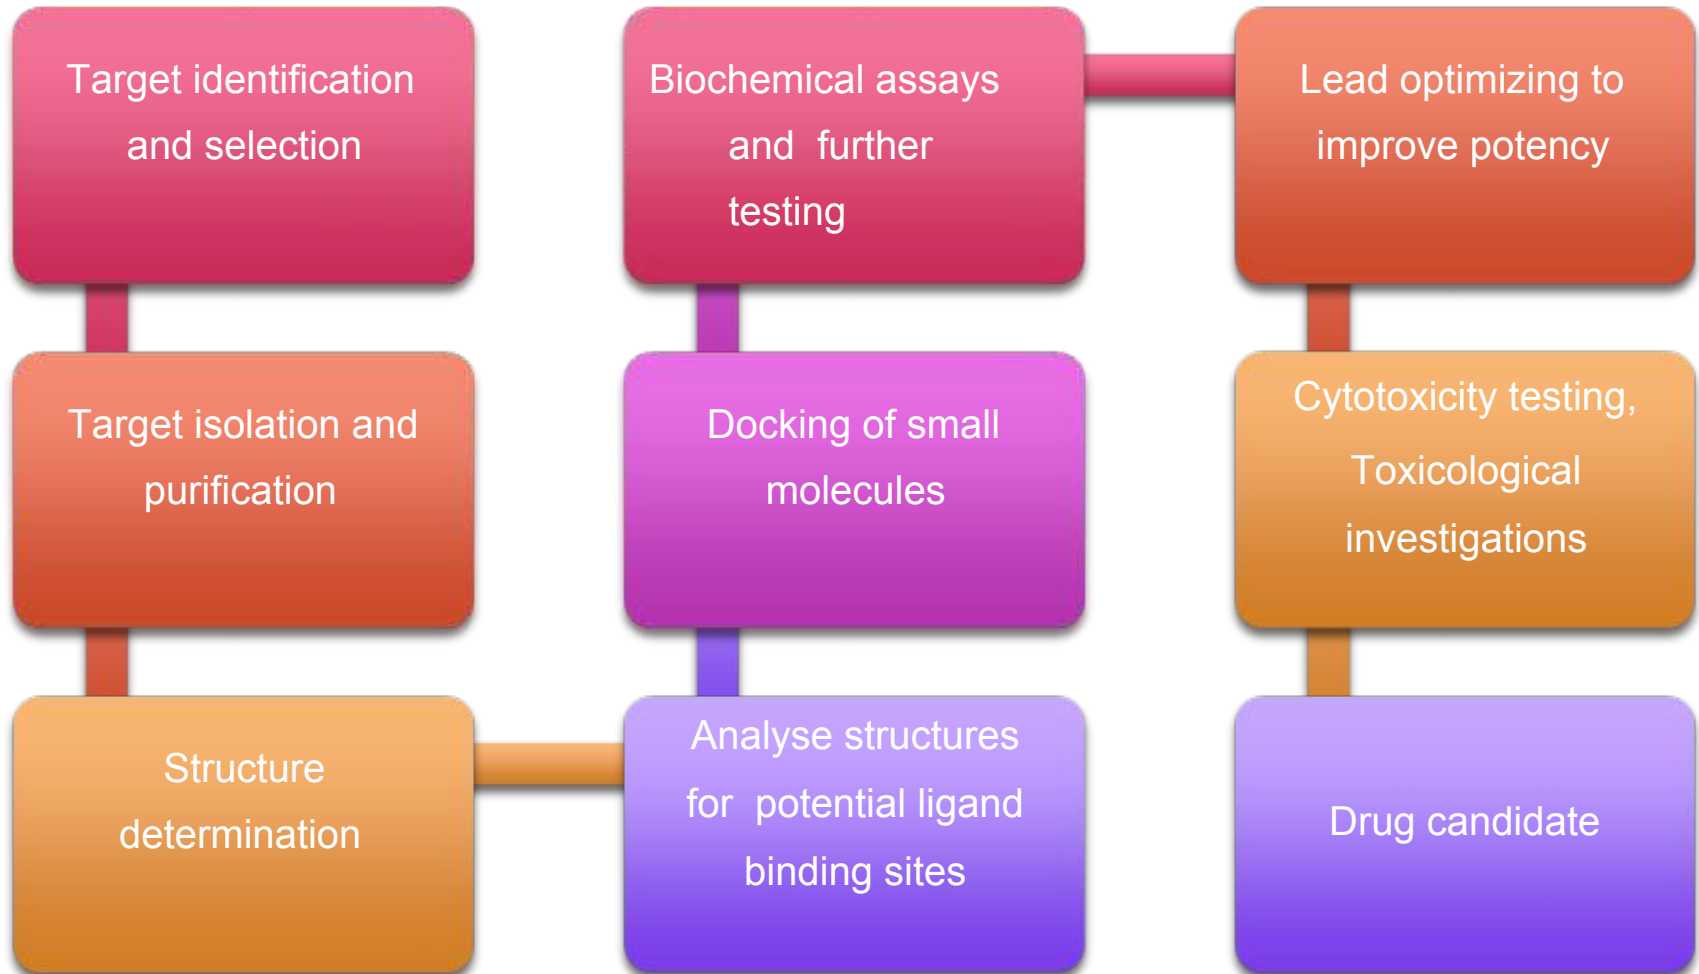 Target identification
and selection
Target isolation and
purification
Structure
determination
Analyse structures
for potential ligand
binding sites
Docking of small
molecules
Biochemical assays
and further
testing
Lead optimizing to
improve potency
Cytotoxicity testing,
Toxicological
investigations
Drug candidate